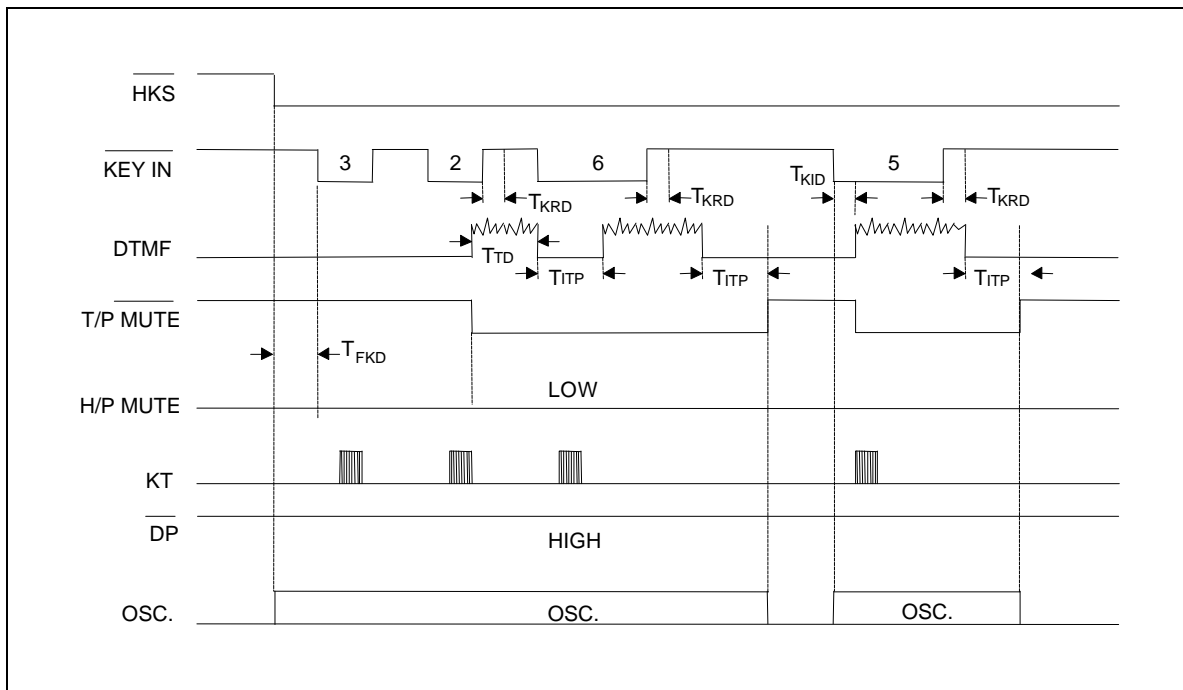 HKS
KEY IN
3
2
6
5
TKRD
TKRD
TKID
TKRD
DTMF
TTD
TITP
TITP
TITP
T/P MUTE
TFKD
LOW
H/P MUTE
KT
DP
HIGH
OSC.
OSC.
OSC.